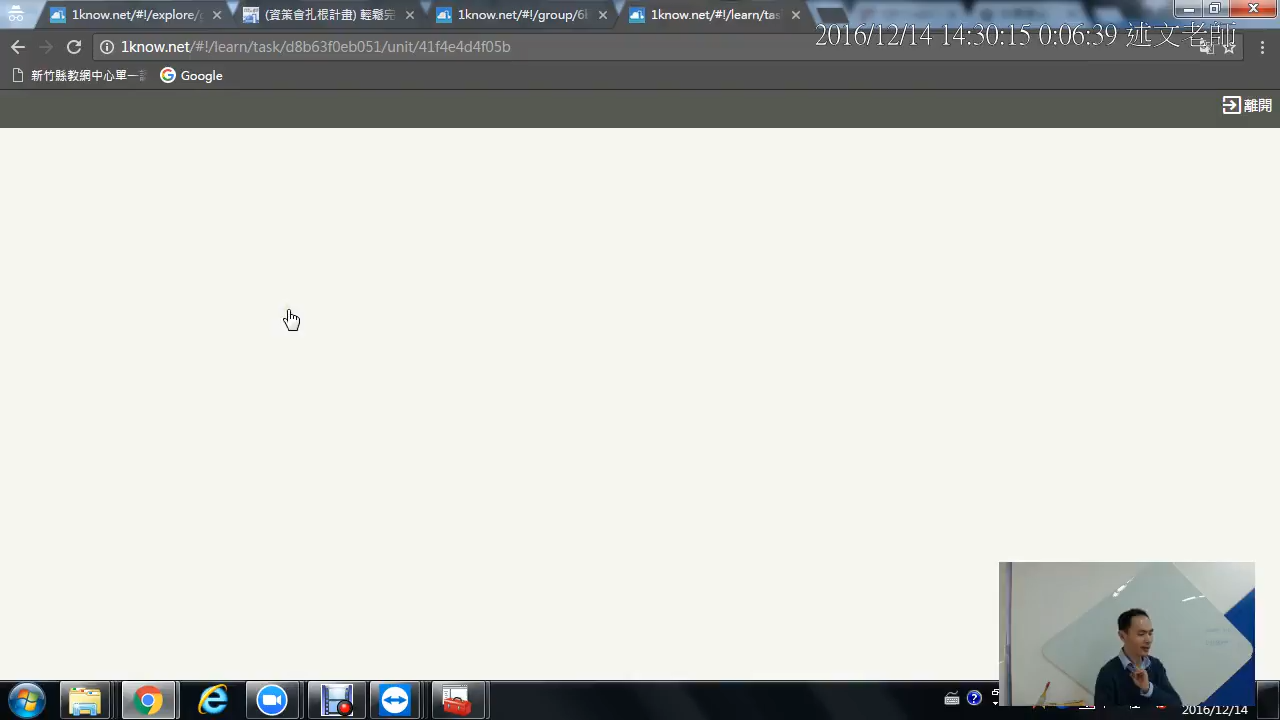 1know.net/#!/explore/g
(資策會扎根計畫) 輕鬆完
1know.net/#!/group/6
1know.net/#!/learn/tas
2016/12/14 14:30:15 0:06:39 述文老師
1know.net/#!/learn/task/d8b63f0eb051/unit/41f4e4d4f05b
新竹縣教網中心單一
Google
離開
2016/12/14